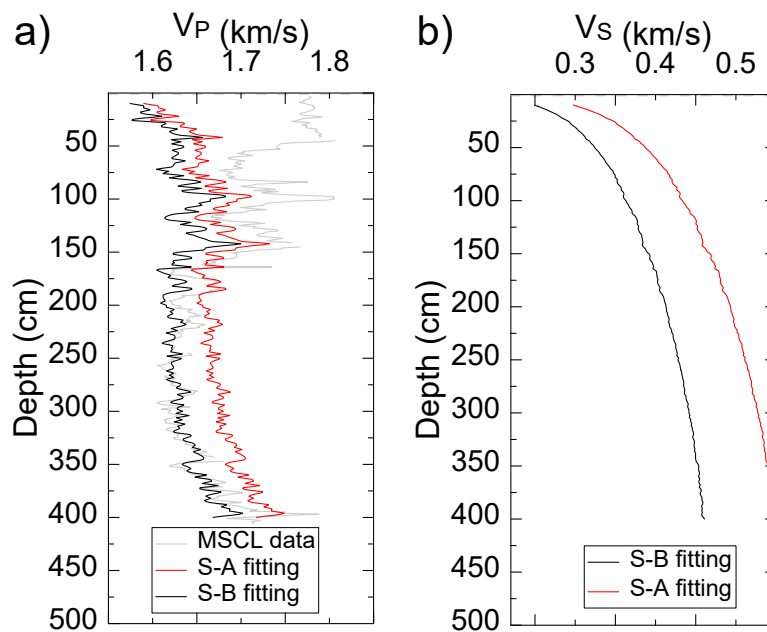 a)
VP (km/s)
1.6 1.7 1.8
Depth (cm)
50
100
150
200
250
300
350
400
450
500
MSCL data
S-A fitting
S-B fitting
b)
VS (km/s)
0.3 0.4 0.5
Depth (cm)
50
100
150
200
250
300
350
400
450
500
S-B fitting
S-A fitting